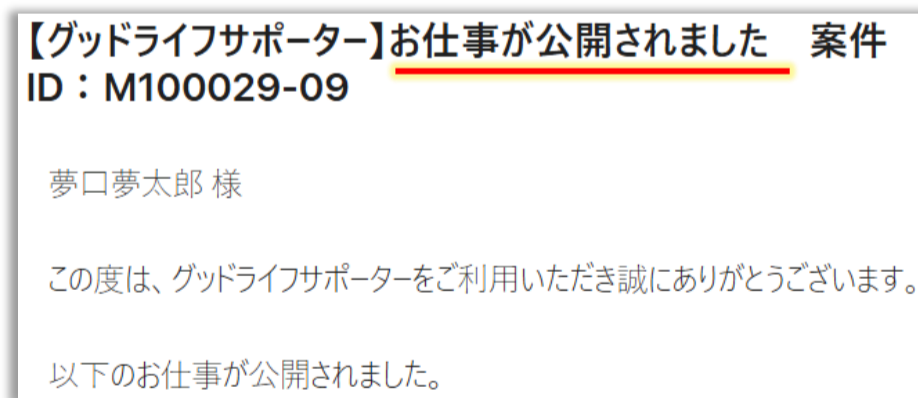 【グッドライフサポーター】お仕事が公開されました　案件
ID：M100029-09
夢口夢太郎 様
この度は、グッドライフサポーターをご利用いただき誠にありがとうございます。
以下のお仕事が公開されました。